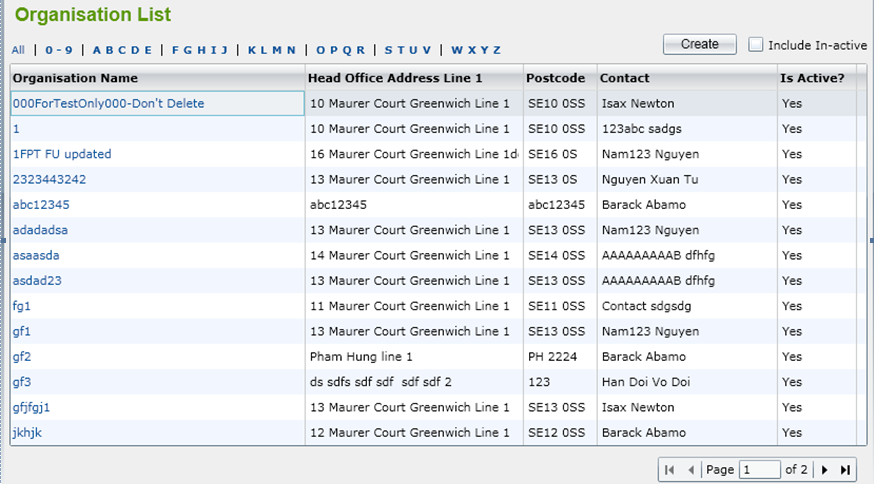 Organisation List
All | 0 - 9 | A B C D E | F G H I J | K L M N | O P Q R | S T U V | W X Y Z Create Include In-active
Organisation Name Head Office Address Line 1 Postcode Contact Is Active?
000ForTestOnly000-Don't Delete 10 Maurer Court Greenwich Line 1 SE10 0SS Isax Newton Yes
1 10 Maurer Court Greenwich Line 1 SE10 0SS 123abc sadgs Yes
1FPT FU updated 16 Maurer Court Greenwich Line 1d SE16 0S Nam123 Nguyen Yes
2323443242 13 Maurer Court Greenwich Line 1 SE13 0S Nguyen Xuan Tu Yes
abc12345 abc12345 abc12345 Barack Abamo Yes
adadadsa 13 Maurer Court Greenwich Line 1 SE13 0SS Nam123 Nguyen Yes
asaasda 14 Maurer Court Greenwich Line 1 SE14 0SS AAAAAAAAAB dfhfg Yes
asdad23 13 Maurer Court Greenwich Line 1 SE13 0SS AAAAAAAAAB dfhfg Yes
fg1 11 Maurer Court Greenwich Line 1 SE11 0SS Contact sdgsdg Yes
gf1 13 Maurer Court Greenwich Line 1 SE13 0SS Nam123 Nguyen Yes
gf2 Pham Hung line 1 PH 2224 Barack Abamo Yes
gf3 ds sdfs sdf sdf sdf sdf 2 123 Han Doi Vo Doi Yes
gfjfgj1 13 Maurer Court Greenwich Line 1 SE13 0SS Isax Newton Yes
jkhjk 12 Maurer Court Greenwich Line 1 SE12 0SS Barack Abamo Yes
Page 1 of 2